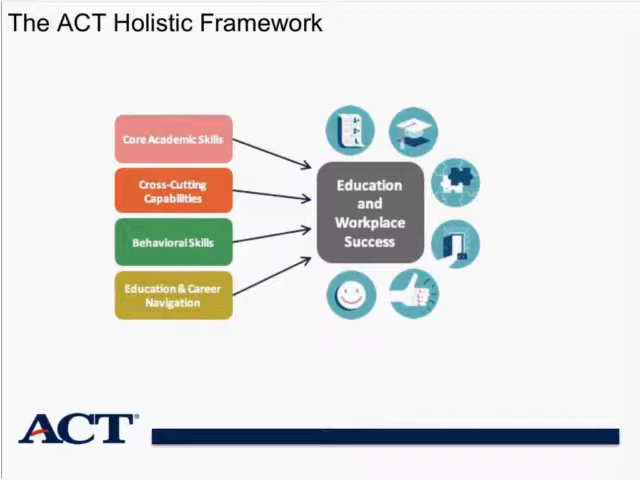 The ACT Holistic Framework
Core Academic Skills
Cross-Cutting
Capabilities
Behavioral Skills
Education & Career
Navigation
Education
and
Workplace
Success
A+
B+
ACT®